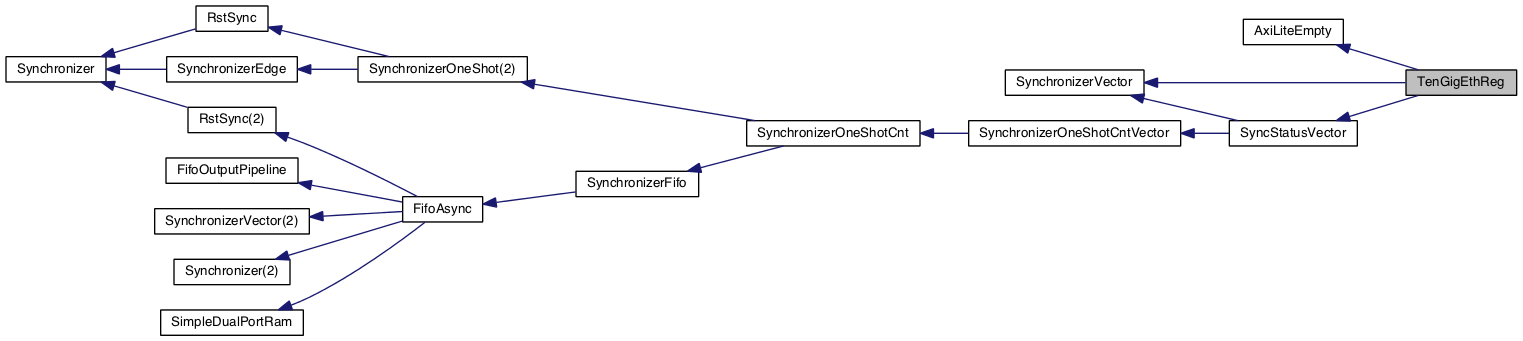 RstSync
AxiLiteEmpty
Synchronizer
SynchronizerEdge
SynchronizerOneShot(2)
SynchronizerVector
TenGigEthReg
RstSync(2)
SynchronizerOneShotCnt
SynchronizerOneShotCntVector
SyncStatusVector
FifoOutputPipeline
SynchronizerFifo
FifoAsync
SynchronizerVector(2)
Synchronizer(2)
SimpleDualPortRam